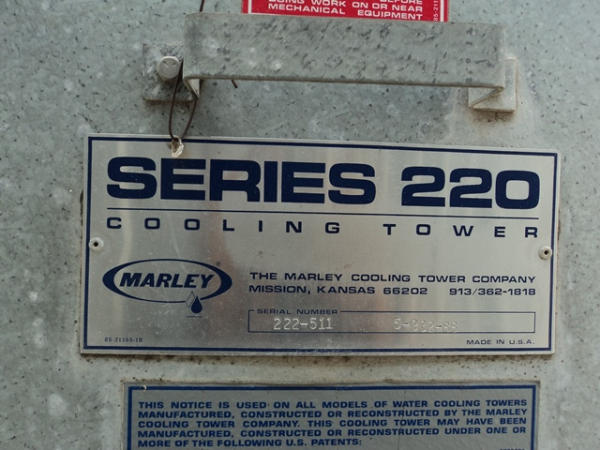 DOING WORK ON OR NEAR
MECHANICAL EQUIPMENT
SERIES 220
COOLING TOWER
MARLEY
THE MARLEY COOLING TOWER COMPANY
MISSION, KANSAS 66202 913/362-1818
SERIAL NUMBER
222-511
MADE IN U.S.A.
THIS NOTICE IS USED ON ALL MODELS OF WATER COOLING TOWERS
MANUFACTURED, CONSTRUCTED OR RECONSTRUCTED BY THE MARLEY
COOLING TOWER COMPANY. THIS COOLING TOWER MAY HAVE BEEN
MANUFACTURED, CONSTRUCTED OR RECONSTRUCTED UNDER ONE OR
MORE OF THE FOLLOWING U.S. PATENTS: